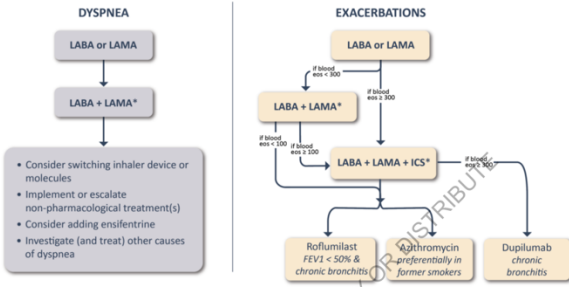 DYSPNEA
LABA or LAMA
LABA + LAMA*
• Consider switching inhaler device or
molecules
• Implement or escalate
non-pharmacological treatment(s)
• Consider adding ensifentrine
• Investigate (and treat) other causes
of dyspnea
EXACERBATIONS
LABA or LAMA
if blood
eos < 300
if blood
eos ≥ 300
LABA + LAMA*
if blood
eos < 100
if blood
eos ≥ 100
LABA + LAMA + ICS*
if blood
eos ≥ 300
Roflumilast
FEV1 < 50% &
chronic bronchitis
Azithromycin
preferentially in
former smokers
Dupilumab
chronic
bronchitis
OR DISTRIBUTE